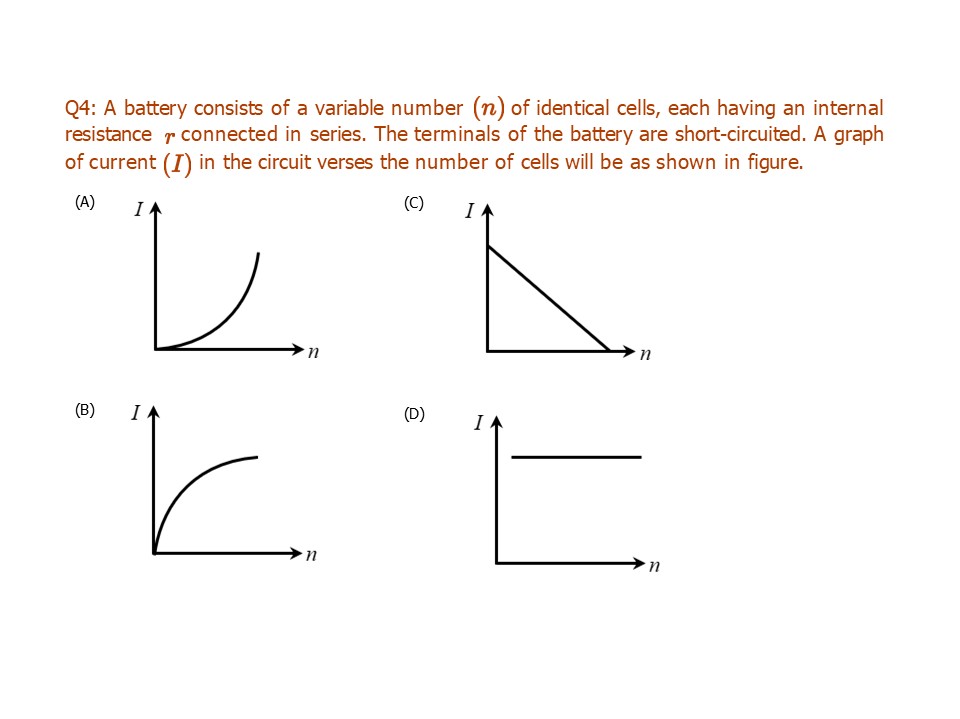 Q4: A battery consists of a variable number (n) of identical cells, each having an internal
resistance r connected in series. The terminals of the battery are short-circuited. A graph
of current (I) in the circuit verses the number of cells will be as shown in figure.
(A)
I
n
(C)
I
n
(B)
I
n
(D)
I
n